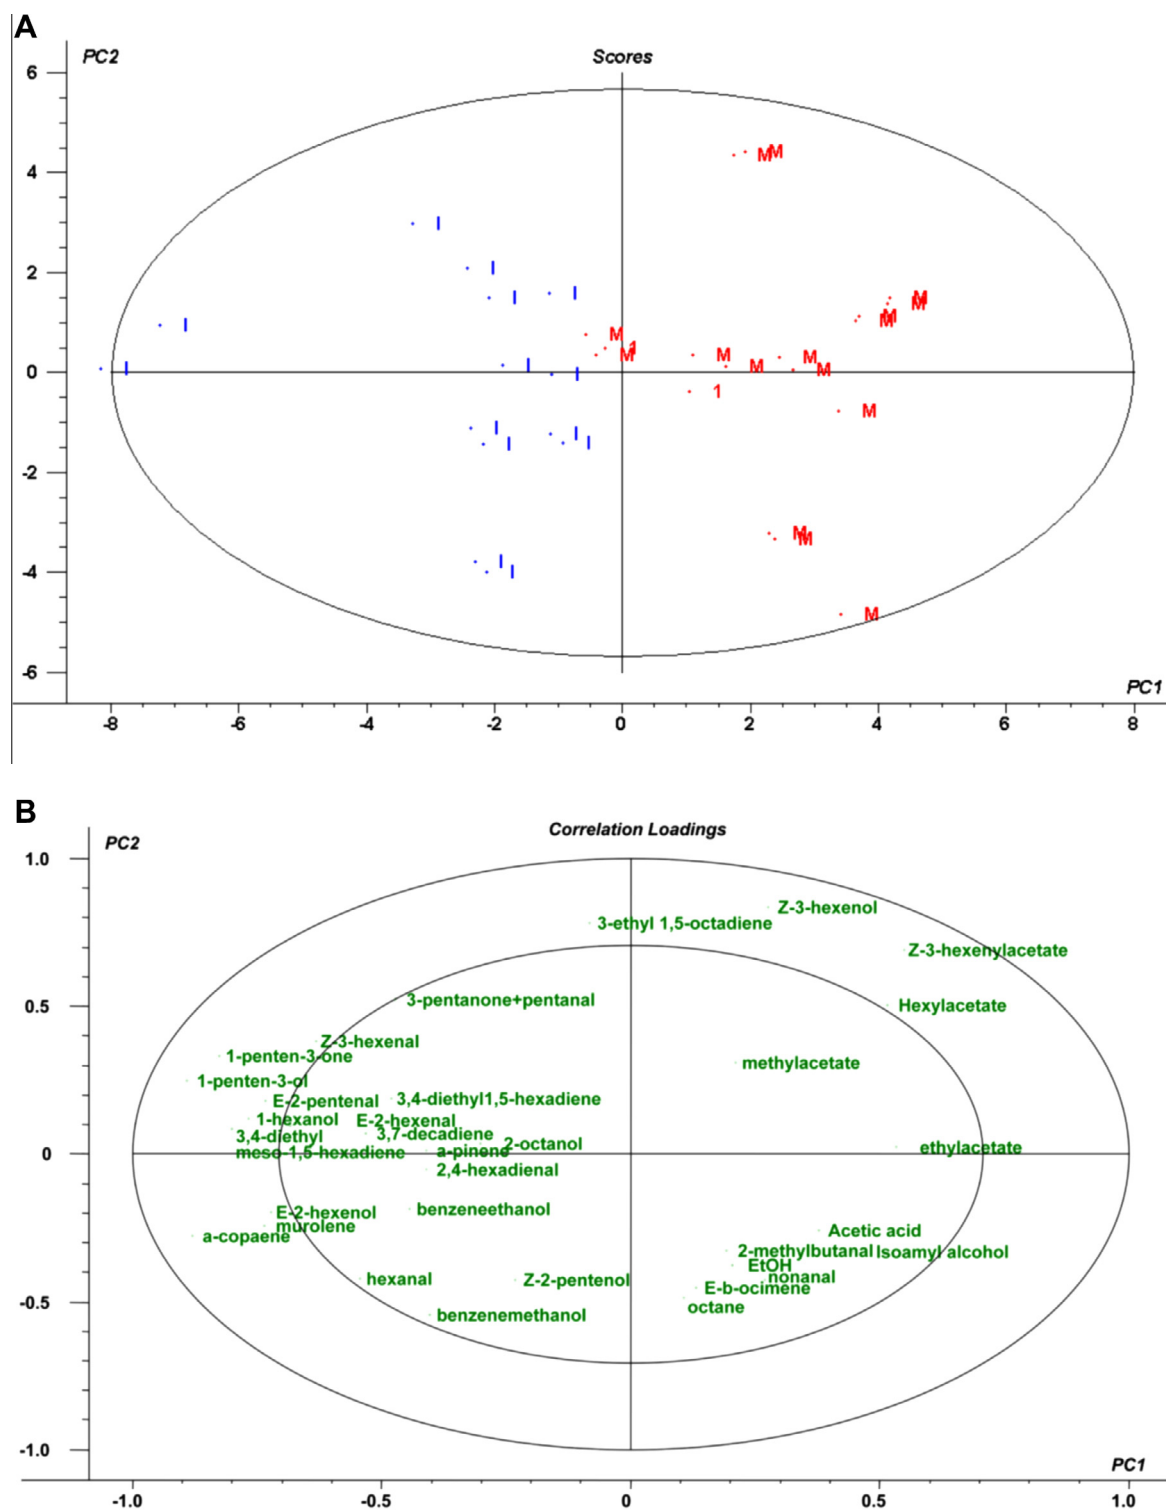 A
PC2
Scores
6
M M
4
I
I
2
I
I
M
M
I
M
M
M
1
M
M
M
I
M
M
I
0
I
1
M
I
I
I
-2
I
M
M
I
-4
I
M
-6
PC1
-8 -6 -4 -2 0 2 4 6 8
B
Correlation Loadings
PC2
1.0
Z-3-hexenol
3-ethyl 1,5-octadiene
Z-3-hexenylacetate
0.5
3-pentanone+pentanal
Hexylacetate
Z-3-hexenal
1-penten-3-one
methylacetate
1-penten-3-ol
E-2-pentenal
3,4-diethyl1,5-hexadiene
1-hexanol
E-2-hexenal
3,4-diethyl
3,7-decadiene
2-octanol
0
meso-1,5-hexadiene
a-pinene
ethylacetate
2,4-hexadienal
E-2-hexenol
benzeneethanol
murolene
a-copaene
Acetic acid
2-methylbutanal
Isoamyl alcohol
EtOH
hexanal
Z-2-pentenol
nonanal
E-b-ocimene
-0.5
octane
benzenemethanol
-1.0
PC1
-1.0 -0.5 0 0.5 1.0